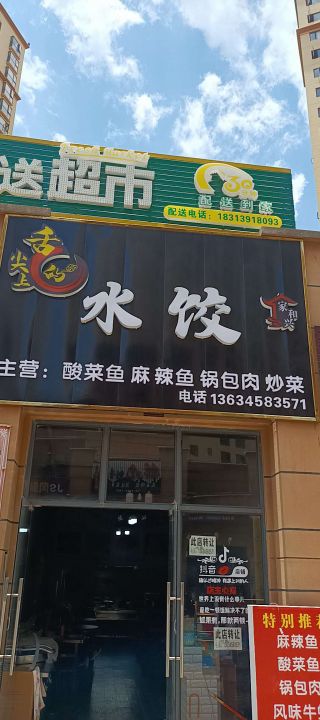 送超市
配送到家
配送电话：18313918093
舌尖上的
水饺
家和兴
主营：酸菜鱼 麻辣鱼 锅包肉 炒菜
电话 13634583571
此店转让
抖音
此店转让
特别推
麻辣鱼
酸菜鱼
锅包肉
风味牛